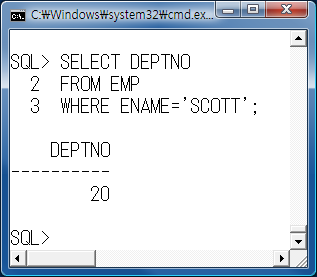 C:₩Windows₩system32₩cmd.ex...
SQL> SELECT DEPTNO
2 FROM EMP
3 WHERE ENAME='SCOTT';
DEPTNO
----------
20
SQL>